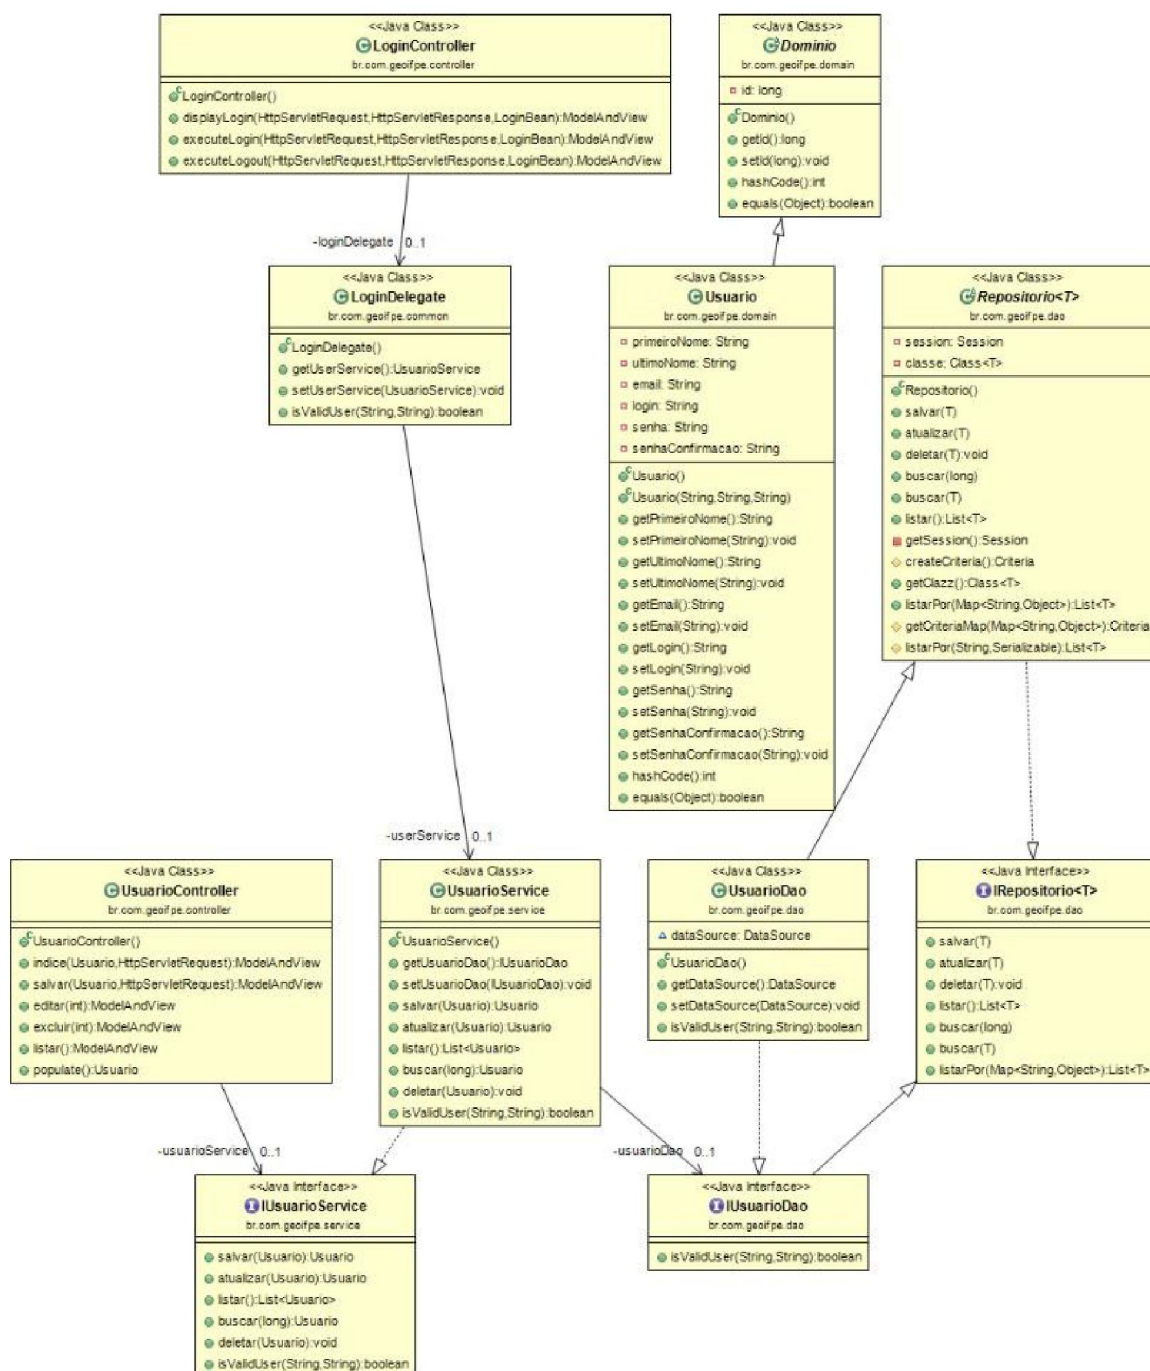 <<Java Class>>
LoginController
br.com.geoifpe.controller
LoginController()
displayLogin(HttpServletRequest,HttpServletResponse,LoginBean):ModelAndView
executeLogin(HttpServletRequest,HttpServletResponse,LoginBean):ModelAndView
executeLogout(HttpServletRequest,HttpServletResponse,LoginBean):ModelAndView
<<Java Class>>
Dominio
br.com.geoifpe.domain
id: long
Dominio()
getId():long
setId(long):void
hashCode():int
equals(Object):boolean
-loginDelegate 0..1
<<Java Class>>
LoginDelegate
br.com.geoifpe.common
LoginDelegate()
getUserService():UsuarioService
setUserService(UsuarioService):void
isValidUser(String,String):boolean
<<Java Class>>
Usuario
br.com.geoifpe.domain
primeiroNome: String
ultimoNome: String
email: String
login: String
senha: String
senhaConfirmacao: String
Usuario()
Usuario(String,String,String)
getPrimeiroNome():String
setPrimeiroNome(String):void
getUltimoNome():String
setUltimoNome(String):void
getEmail():String
setEmail(String):void
getLogin():String
setLogin(String):void
getSenha():String
setSenha(String):void
getSenhaConfirmacao():String
setSenhaConfirmacao(String):void
hashCode():int
equals(Object):boolean
<<Java Class>>
Repositorio<T>
br.com.geoifpe.dao
session: Session
classe: Class<T>
Repositorio()
salvar(T)
atualizar(T)
deletar(T):void
buscar(long)
buscar(T)
listar():List<T>
getSession():Session
createCriteria():Criteria
getClazz():Class<T>
listarPor(Map<String,Object>):List<T>
getCriteriaMap(Map<String,Object>):Criteria
listarPor(String,Serializable):List<T>
-userService 0..1
<<Java Class>>
UsuarioController
br.com.geoifpe.controller
UsuarioController()
indice(Usuario,HttpServletRequest):ModelAndView
salvar(Usuario,HttpServletRequest):ModelAndView
editar(int):ModelAndView
excluir(int):ModelAndView
listar():ModelAndView
populate():Usuario
<<Java Class>>
UsuarioService
br.com.geoifpe.service
UsuarioService()
getUsuarioDao():IUsuarioDao
setUsuarioDao(IUsuarioDao):void
salvar(Usuario):Usuario
atualizar(Usuario):Usuario
listar():List<Usuario>
buscar(long):Usuario
deletar(Usuario):void
isValidUser(String,String):boolean
<<Java Class>>
UsuarioDao
br.com.geoifpe.dao
dataSource: DataSource
UsuarioDao()
getDataSource():DataSource
setDataSource(DataSource):void
isValidUser(String,String):boolean
<<Java Interface>>
IRepositorio<T>
br.com.geoifpe.dao
salvar(T)
atualizar(T)
deletar(T):void
listar():List<T>
buscar(long)
buscar(T)
listarPor(Map<String,Object>):List<T>
-usuarioService 0..1
-usuarioDao 0..1
<<Java Interface>>
IUsuarioService
br.com.geoifpe.service
salvar(Usuario):Usuario
atualizar(Usuario):Usuario
listar():List<Usuario>
buscar(long):Usuario
deletar(Usuario):void
isValidUser(String,String):boolean
<<Java Interface>>
IUsuarioDao
br.com.geoifpe.dao
isValidUser(String,String):boolean